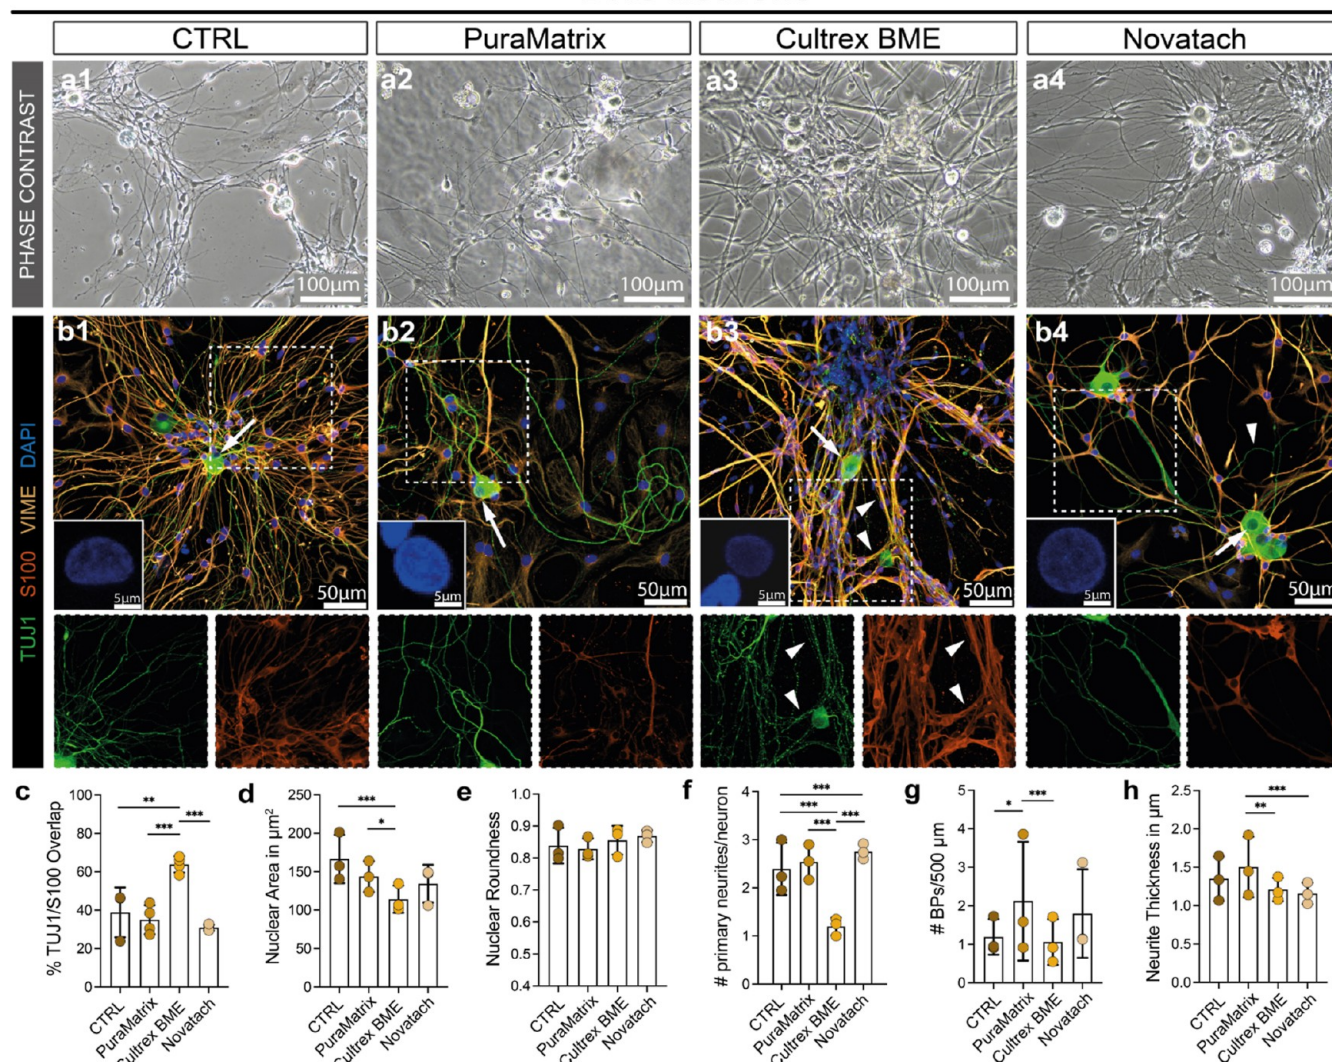 CTRL PuraMatrix Cultrex BME Novatach
PHASE CONTRAST
a1 a2 a3 a4
100µm 100µm 100µm 100µm
TUJ1 S100 VIME DAPI
b1 b2 b3 b4
5µm 50µm 5µm 50µm 5µm 50µm 5µm 50µm
c
% TUJ1/S100 Overlap
100
80
60
40
20
0
** *** ***
CTRL PuraMatrix Cultrex BME Novatach
d
Nuclear Area in µm²
250
200
150
100
50
0
*** *
CTRL PuraMatrix Cultrex BME Novatach
e
Nuclear Roundness
1.0
0.9
0.8
0.7
0.6
0.5
0.4
CTRL PuraMatrix Cultrex BME Novatach
f
# primary neurites/neuron
4
3
2
1
0
*** *** *** ***
CTRL PuraMatrix Cultrex BME Novatach
g
# BPs/500 µm
5
4
3
2
1
0
* ***
CTRL PuraMatrix Cultrex BME Novatach
h
Neurite Thickness in µm
2.5
2.0
1.5
1.0
0.5
0.0
*** **
CTRL PuraMatrix Cultrex BME Novatach